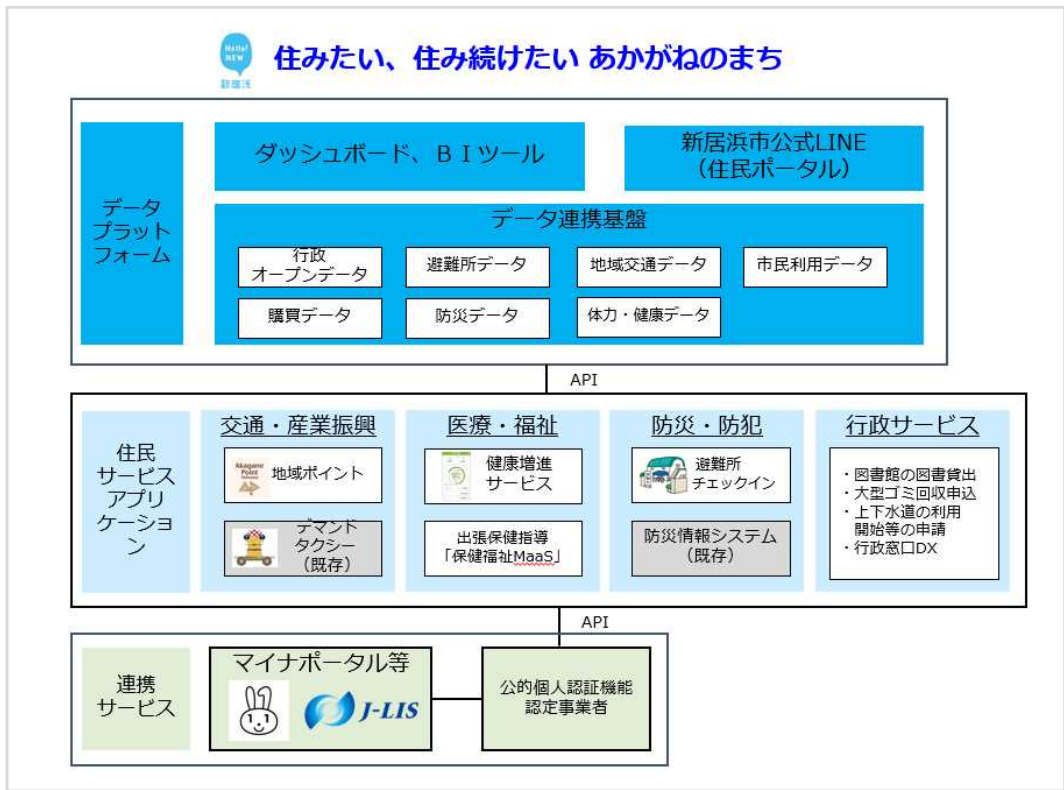 Hello!
NEW
新居浜
住みたい、住み続けたい あかがねのまち
データ
プラット
フォーム
ダッシュボード、ＢＩツール
新居浜市公式LINE
（住民ポータル）
データ連携基盤
行政
オープンデータ
避難所データ
地域交通データ
市民利用データ
購買データ
防災データ
体力・健康データ
API
住民
サービス
アプリ
ケーショ
ン
交通・産業振興
Akagane
Point
地域ポイント
デマンド
タクシー
（既存）
医療・福祉
健康増進
サービス
出張保健指導
「保健福祉MaaS」
防災・防犯
避難所
チェックイン
防災情報システム
（既存）
行政サービス
・図書館の図書貸出
・大型ゴミ回収申込
・上下水道の利用
開始等の申請
・行政窓口DX
API
連携
サービス
マイナポータル等
J-LIS
公的個人認証機能
認定事業者